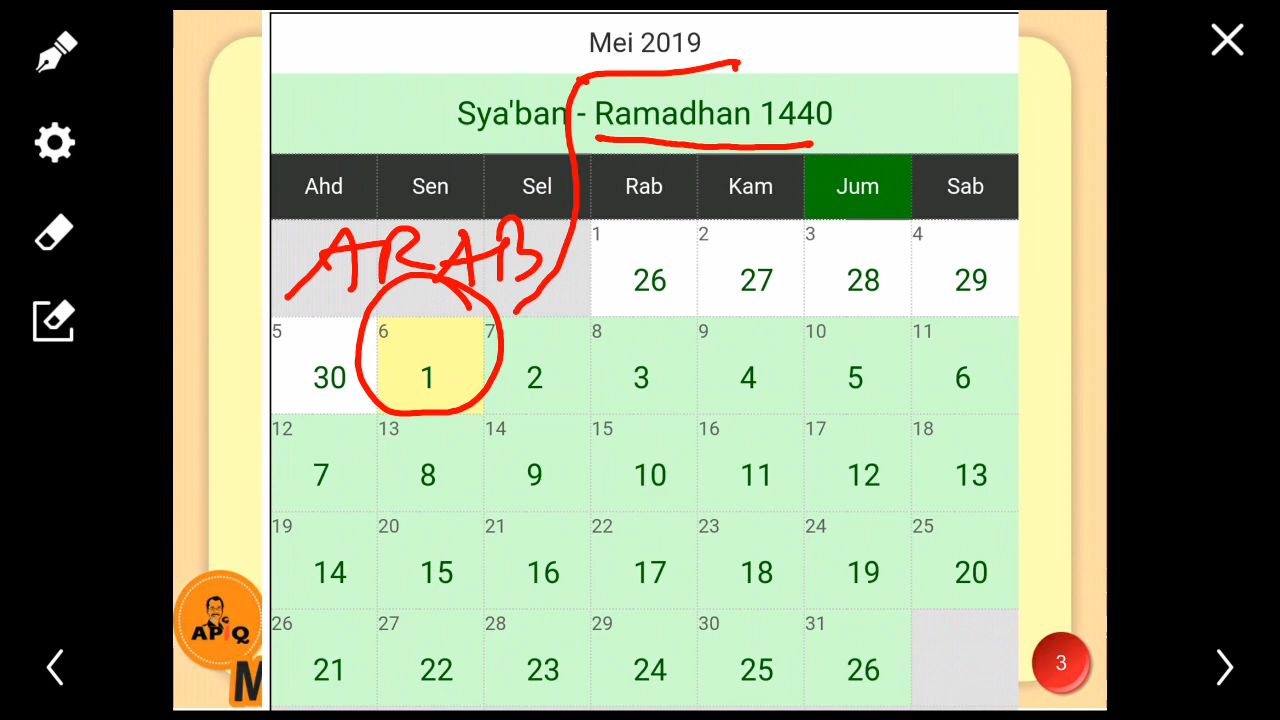 Mei 2019
Sya'ban - Ramadhan 1440
Ahd Sen Sel Rab Kam Jum Sab
ARAB
1 2 3 4
26 27 28 29
5 6 7 8 9 10 11
30 1 2 3 4 5 6
12 13 14 15 16 17 18
7 8 9 10 11 12 13
19 20 21 22 23 24 25
14 15 16 17 18 19 20
26 27 28 29 30 31
21 22 23 24 25 26
APIQ
M
3